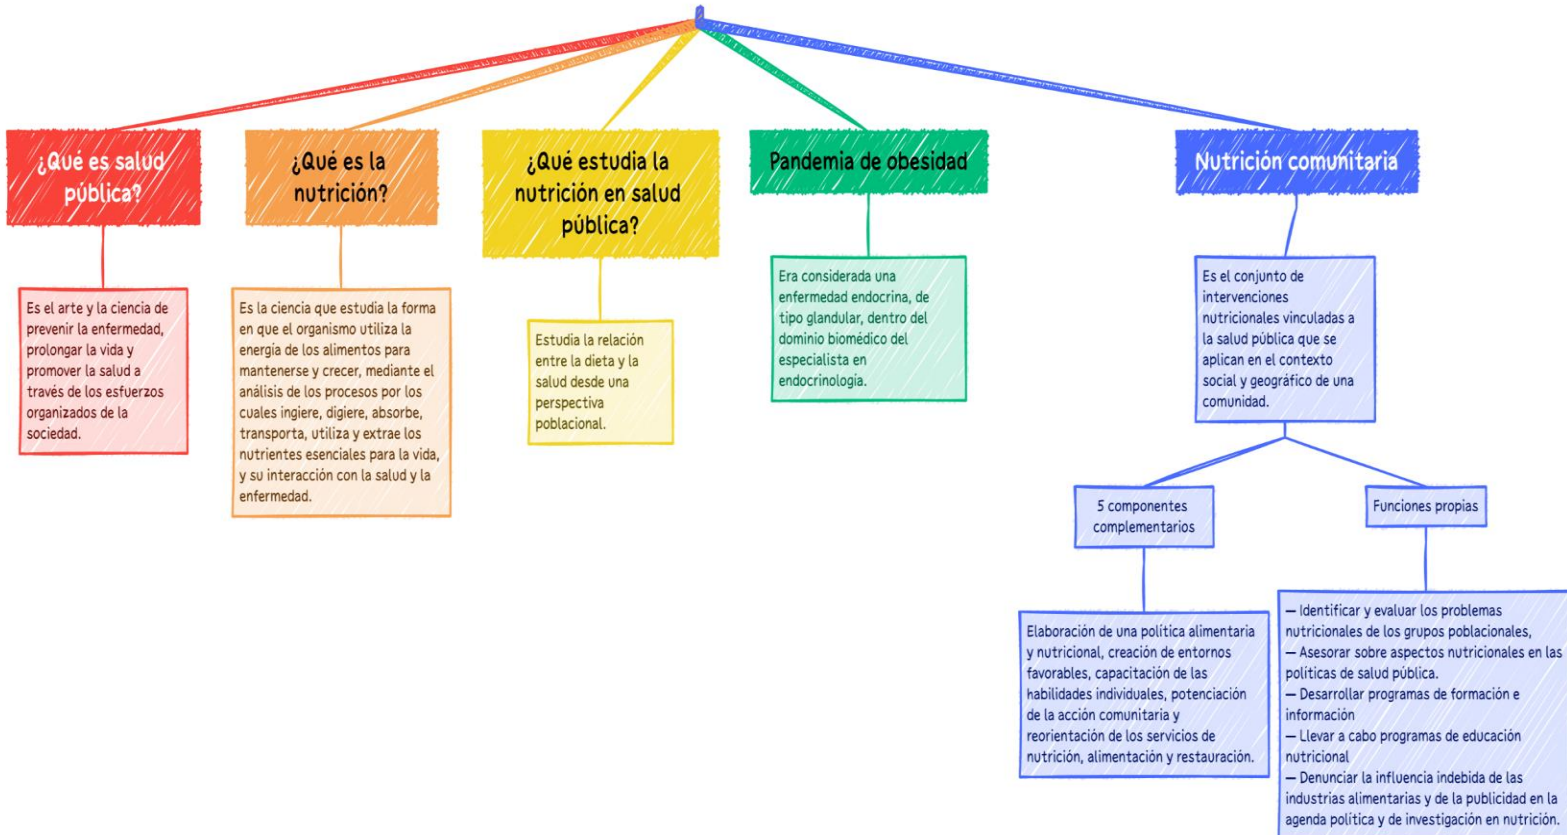 ¿Qué es salud
pública?
Es el arte y la ciencia de
prevenir la enfermedad,
prolongar la vida y
promover la salud a
través de los esfuerzos
organizados de la
sociedad.
¿Qué es la
nutrición?
Es la ciencia que estudia la forma
en que el organismo utiliza la
energía de los alimentos para
mantenerse y crecer, mediante el
análisis de los procesos por los
cuales ingiere, digiere, absorbe,
transporta, utiliza y extrae los
nutrientes esenciales para la vida,
y su interacción con la salud y la
enfermedad.
¿Qué estudia la
nutrición en salud
pública?
Estudia la relación
entre la dieta y la
salud desde una
perspectiva
poblacional.
Pandemia de obesidad
Era considerada una
enfermedad endocrina, de
tipo glandular, dentro del
dominio biomédico del
especialista en
endocrinología.
Nutrición comunitaria
Es el conjunto de
intervenciones
nutricionales vinculadas a
la salud pública que se
aplican en el contexto
social y geográfico de una
comunidad.
5 componentes
complementarios
Elaboración de una política alimentaria
y nutricional, creación de entornos
favorables, capacitación de las
habilidades individuales, potenciación
de la acción comunitaria y
reorientación de los servicios de
nutrición, alimentación y restauración.
Funciones propias
— Identificar y evaluar los problemas
nutricionales de los grupos poblacionales,
— Asesorar sobre aspectos nutricionales en las
políticas de salud pública.
— Desarrollar programas de formación e
información
— Llevar a cabo programas de educación
nutricional
— Denunciar la influencia indebida de las
industrias alimentarias y de la publicidad en la
agenda política y de investigación en nutrición.